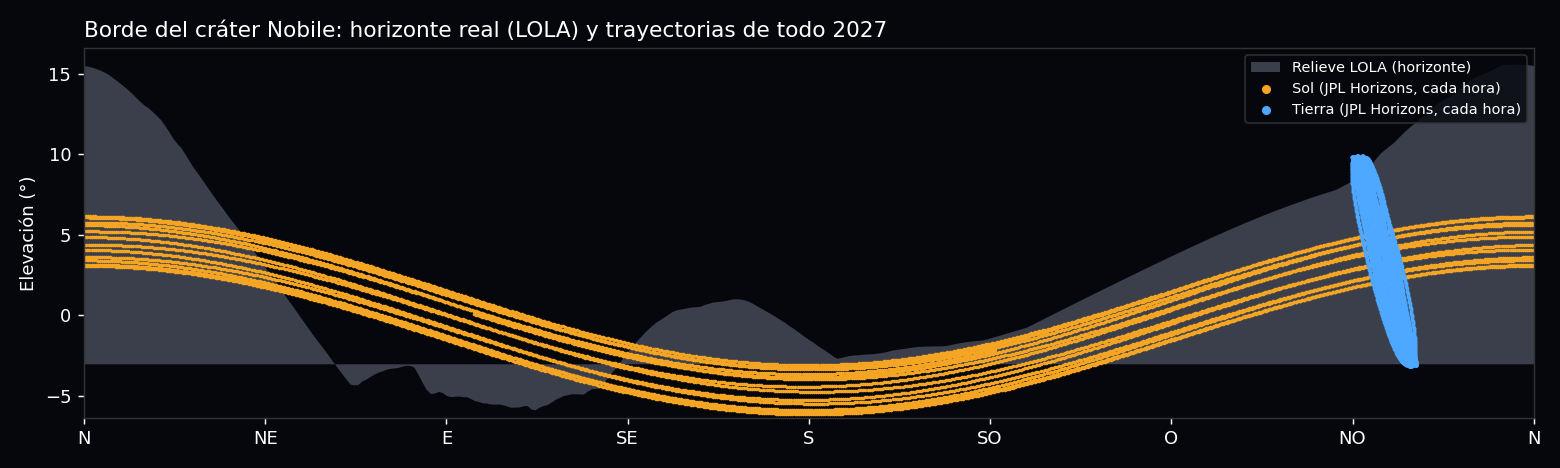 Borde del cráter Nobile: horizonte real (LOLA) y trayectorias de todo 2027
Relieve LOLA (horizonte)
Sol (JPL Horizons, cada hora)
Tierra (JPL Horizons, cada hora)
Elevación (°)
15
10
5
0
−5
N NE E SE S SO O NO N